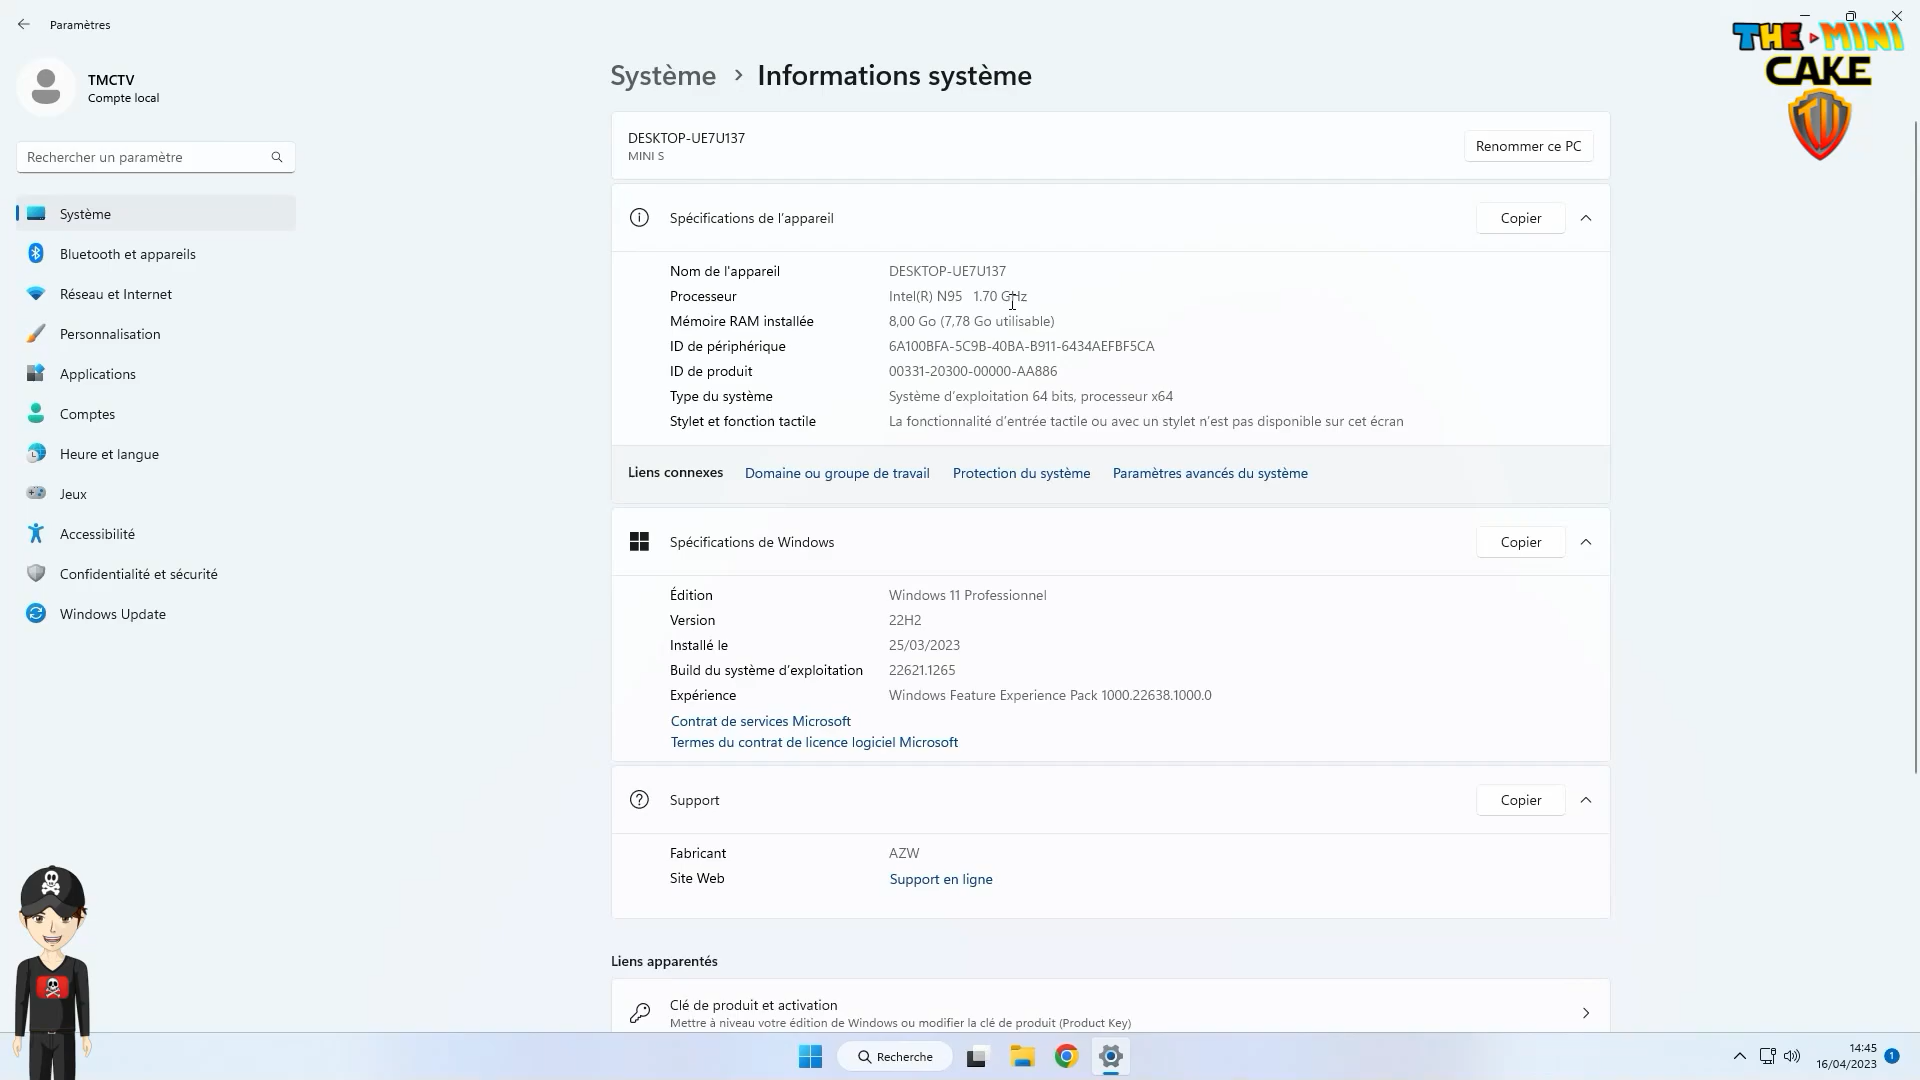 Paramètres
TMCTV
Compte local
Rechercher un paramètre
Système
Bluetooth et appareils
Réseau et Internet
Personnalisation
Applications
Comptes
Heure et langue
Jeux
Accessibilité
Confidentialité et sécurité
Windows Update
Système > Informations système
THE MINI
CAKE
TU
DESKTOP-UE7U137
MINI S
Renommer ce PC
Spécifications de l'appareil
Copier
Nom de l'appareil DESKTOP-UE7U137
Processeur Intel(R) N95 1.70 GHz
Mémoire RAM installée 8,00 Go (7,78 Go utilisable)
ID de périphérique 6A100BFA-5C9B-40BA-B911-6434AEFBF5CA
ID de produit 00331-20300-00000-AA886
Type du système Système d'exploitation 64 bits, processeur x64
Stylet et fonction tactile La fonctionnalité d'entrée tactile ou avec un stylet n'est pas disponible sur cet écran
Liens connexes Domaine ou groupe de travail Protection du système Paramètres avancés du système
Spécifications de Windows
Copier
Édition Windows 11 Professionnel
Version 22H2
Installé le 25/03/2023
Build du système d'exploitation 22621.1265
Expérience Windows Feature Experience Pack 1000.22638.1000.0
Contrat de services Microsoft
Termes du contrat de licence logiciel Microsoft
Support
Copier
Fabricant AZW
Site Web Support en ligne
Liens apparentés
Clé de produit et activation
Mettre à niveau votre édition de Windows ou modifier la clé de produit (Product Key)
Recherche
14:45
16/04/2023
1